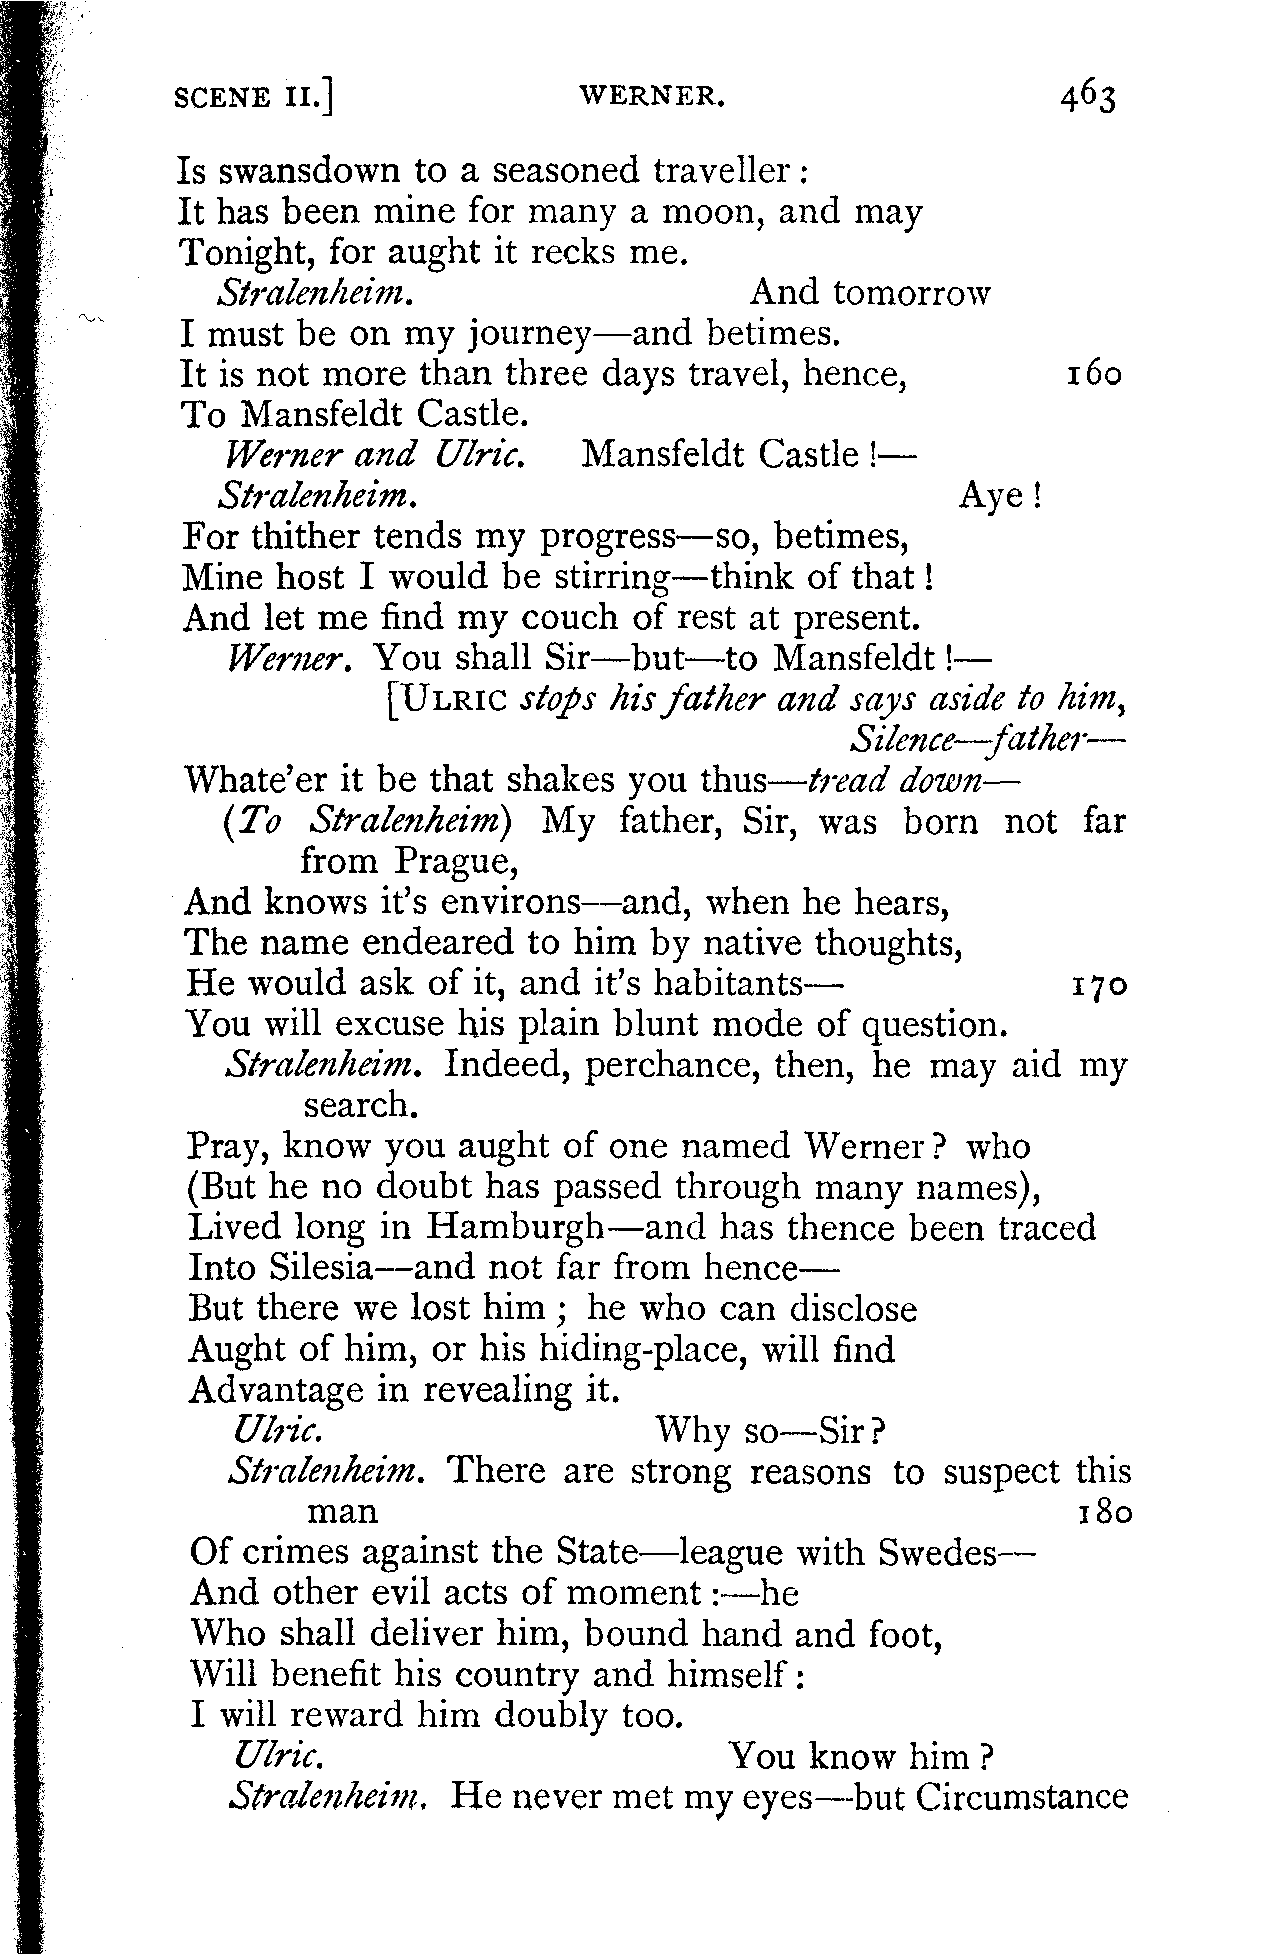 SCENE II.] WERNER. 463
Is swansdown to a seasoned traveller :
It has been mine for many a moon, and may
Tonight, for aught it recks me.
Stralenheim. And tomorrow
I must be on my journey—and betimes.
It is not more than three days travel, hence, 160
To Mansfeldt Castle.
Werner and Ulric. Mansfeldt Castle !—
Stralenheim. Aye !
For thither tends my progress—so, betimes,
Mine host I would be stirring—think of that !
And let me find my couch of rest at present.
Werner. You shall Sir—but—to Mansfeldt !—
[ULRIC stops his father and says aside to him,
Silence—father—
Whate'er it be that shakes you thus—tread down—
(To Stralenheim) My father, Sir, was born not far
from Prague,
And knows it's environs—and, when he hears,
The name endeared to him by native thoughts,
He would ask of it, and it's habitants— 170
You will excuse his plain blunt mode of question.
Stralenheim. Indeed, perchance, then, he may aid my
search.
Pray, know you aught of one named Werner ? who
(But he no doubt has passed through many names),
Lived long in Hamburgh—and has thence been traced
Into Silesia—and not far from hence—
But there we lost him ; he who can disclose
Aught of him, or his hiding-place, will find
Advantage in revealing it.
Ulric. Why so—Sir ?
Stralenheim. There are strong reasons to suspect this
man 180
Of crimes against the State—league with Swedes—
And other evil acts of moment :—he
Who shall deliver him, bound hand and foot,
Will benefit his country and himself :
I will reward him doubly too.
Ulric. You know him ?
Stralenheim. He never met my eyes—but Circumstance